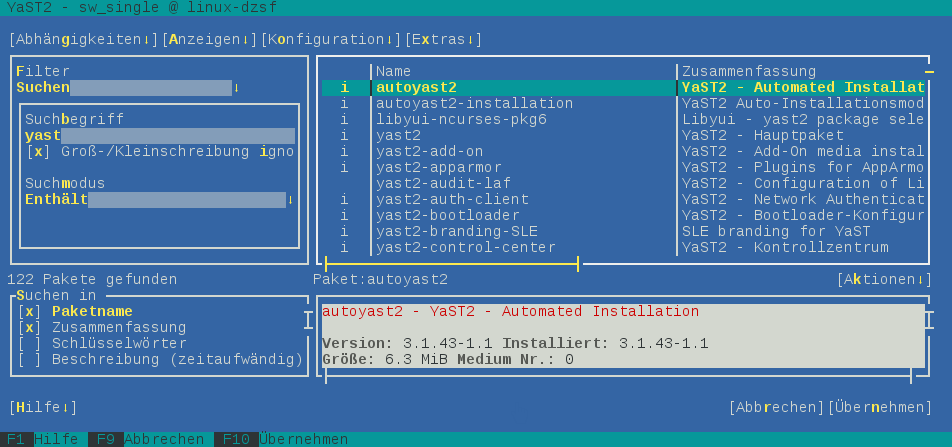 YaST2 - sw_single @ linux-dzsf
[Abhängigkeiten↓][Anzeigen↓][Konfiguration↓][Extras↓]
Filter
Suchen↓
Suchbegriff
yast
[x] Groß-/Kleinschreibung igno
Suchmodus
Enthält↓
Name Zusammenfassung
i autoyast2 YaST2 - Automated Installat
i autoyast2-installation YaST2 Auto-Installationsmod
i libyui-ncurses-pkg6 Libyui - yast2 package sele
i yast2 YaST2 - Hauptpaket
i yast2-add-on YaST2 - Add-On media instal
i yast2-apparmor YaST2 - Plugins for AppArmo
yast2-audit-laf YaST2 - Configuration of Li
i yast2-auth-client YaST2 - Network Authenticat
i yast2-bootloader YaST2 - Bootloader-Konfigur
i yast2-branding-SLE SLE branding for YaST
i yast2-control-center YaST2 - Kontrollzentrum
122 Pakete gefunden
Paket:autoyast2 [Aktionen↓]
Suchen in
[x] Paketname
[x] Zusammenfassung
[ ] Schlüsselwörter
[ ] Beschreibung (zeitaufwändig)
autoyast2 - YaST2 - Automated Installation
Version: 3.1.43-1.1 Installiert: 3.1.43-1.1
Größe: 6.3 MiB Medium Nr.: 0
[Hilfe↓] [Abbrechen][Übernehmen]
F1 Hilfe F9 Abbrechen F10 Übernehmen